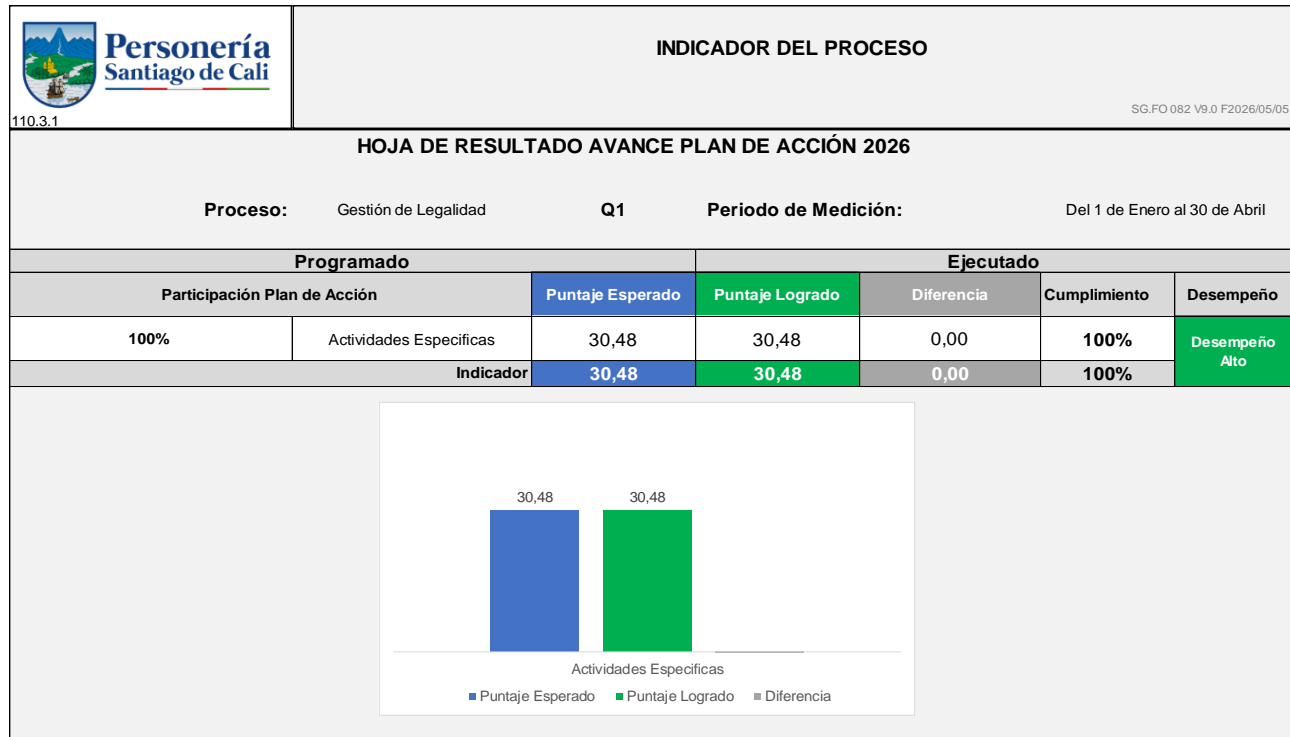 Personería
Santiago de Cali
110.3.1
INDICADOR DEL PROCESO
SG.FO 082 V9.0 F2026/05/05
HOJA DE RESULTADO AVANCE PLAN DE ACCIÓN 2026
Proceso: Gestión de Legalidad Q1 Periodo de Medición: Del 1 de Enero al 30 de Abril
Programado Ejecutado
Participación Plan de Acción Puntaje Esperado Puntaje Logrado Diferencia Cumplimiento Desempeño
100% Actividades Especificas 30,48 30,48 0,00 100% Desempeño
Alto
Indicador 30,48 30,48 0,00 100%
30,48 30,48
Actividades Especificas
Puntaje Esperado Puntaje Logrado Diferencia